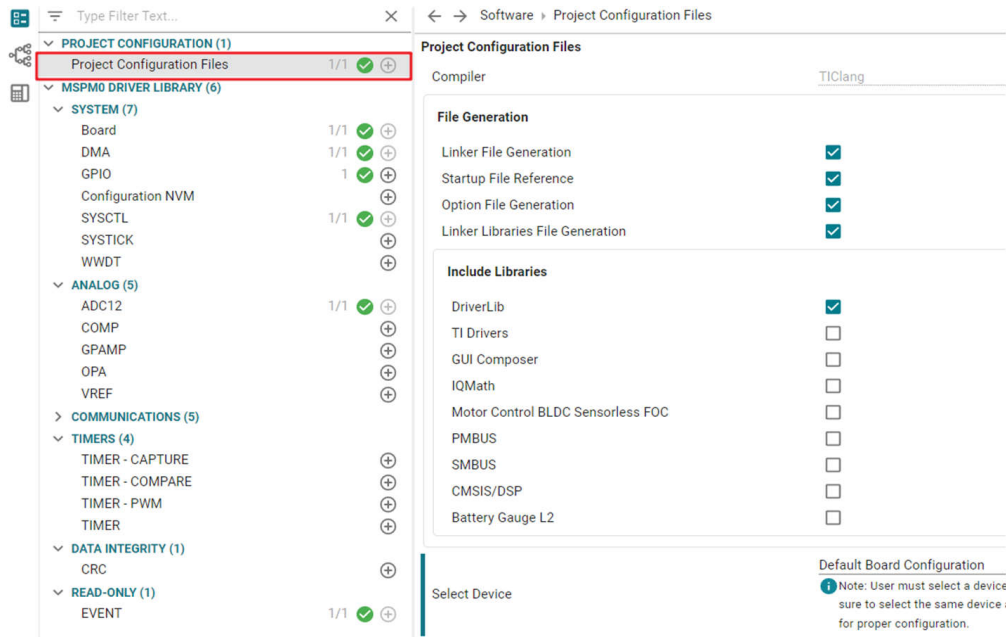 Type Filter Text...
PROJECT CONFIGURATION (1)
Project Configuration Files 1/1
MSPM0 DRIVER LIBRARY (6)
SYSTEM (7)
Board 1/1
DMA 1/1
GPIO 1
Configuration NVM
SYSCTL 1/1
SYSTICK
WWDT
ANALOG (5)
ADC12 1/1
COMP
GPAMP
OPA
VREF
COMMUNICATIONS (5)
TIMERS (4)
TIMER - CAPTURE
TIMER - COMPARE
TIMER - PWM
TIMER
DATA INTEGRITY (1)
CRC
READ-ONLY (1)
EVENT 1/1
Software Project Configuration Files
Project Configuration Files
Compiler TIClang
File Generation
Linker File Generation
Startup File Reference
Option File Generation
Linker Libraries File Generation
Include Libraries
DriverLib
TI Drivers
GUI Composer
IQMath
Motor Control BLDC Sensorless FOC
PMBUS
SMBUS
CMSIS/DSP
Battery Gauge L2
Select Device
Default Board Configuration
Note: User must select a device
sure to select the same device
for proper configuration.